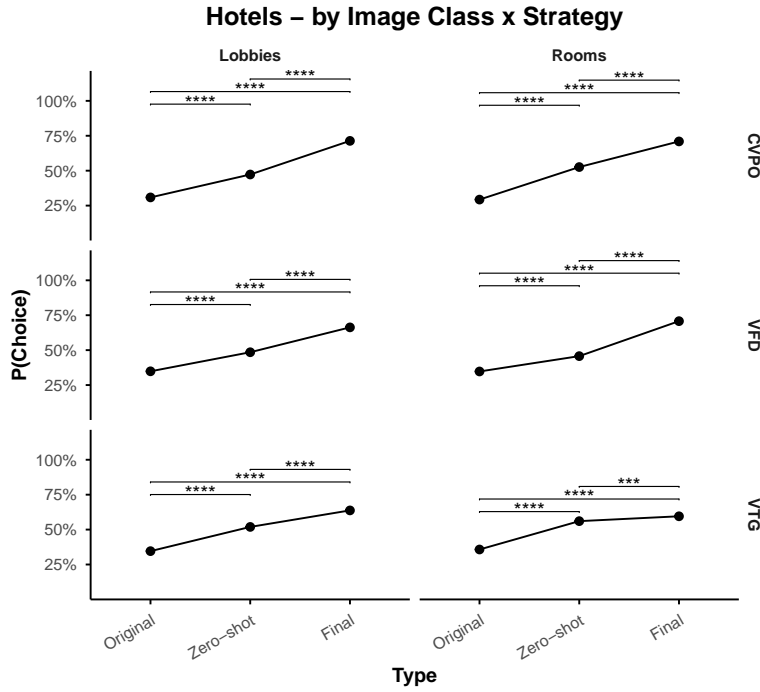 Hotels – by Image Class x Strategy
Lobbies
Rooms
****
****
****
****
****
****
100%
75%
50%
25%
CVPO
****
****
****
****
****
****
100%
75%
50%
25%
VFD
****
****
****
***
****
****
100%
75%
50%
25%
VTG
P(Choice)
Original
Zero–shot
Final
Original
Zero–shot
Final
Type